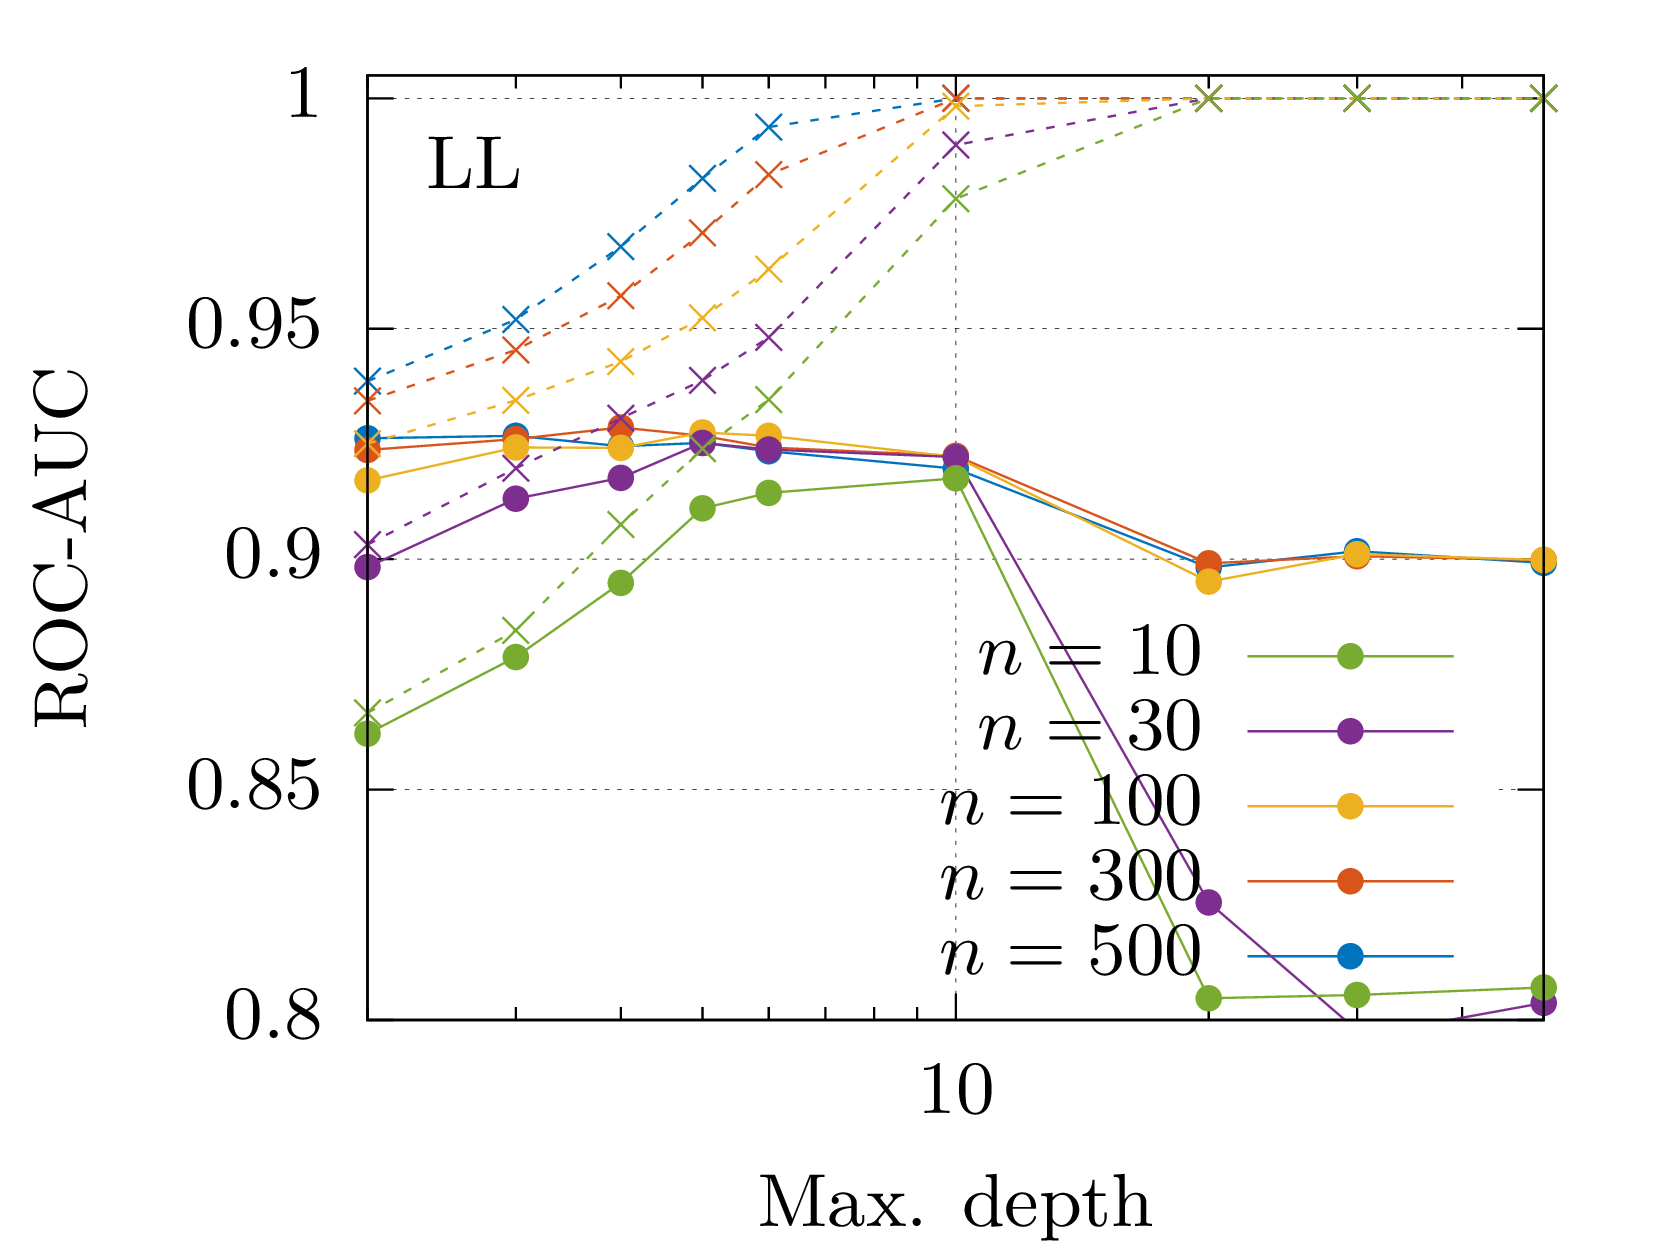 1
LL
0.95
0.9
0.85
0.8
ROC-AUC
n = 10
n = 30
n = 100
n = 300
n = 500
10
Max. depth